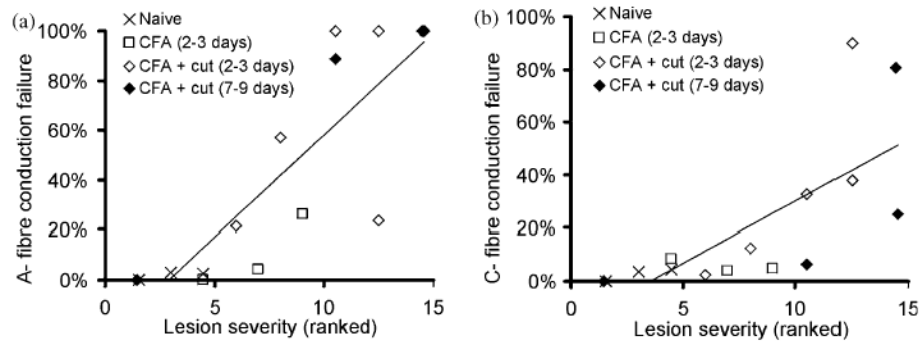 (a)
× Naive
□ CFA (2-3 days)
◇ CFA + cut (2-3 days)
◆ CFA + cut (7-9 days)
A- fibre conduction failure
100%
80%
60%
40%
20%
0%
0 5 10 15
Lesion severity (ranked)
(b)
× Naive
□ CFA (2-3 days)
◇ CFA + cut (2-3 days)
◆ CFA + cut (7-9 days)
C- fibre conduction failure
100%
80%
60%
40%
20%
0%
0 5 10 15
Lesion severity (ranked)